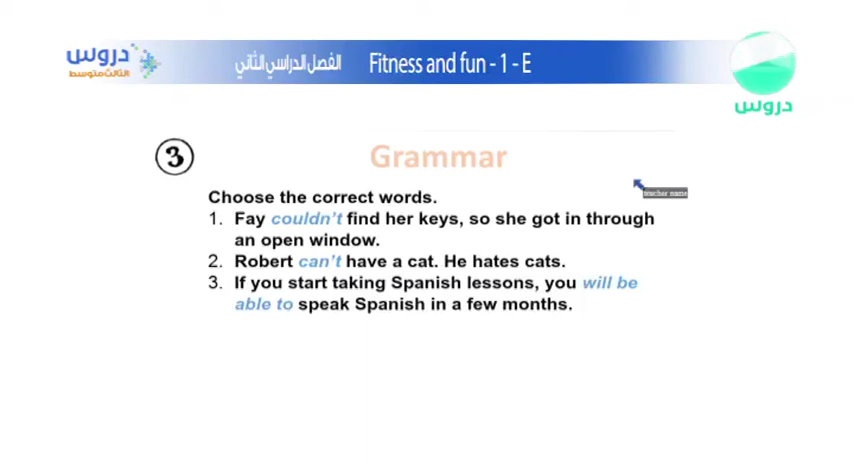 دروس
الثالث متوسط
الفصل الدراسي الثاني
Fitness and fun - 1 - E
دروس
3
Grammar
teacher name
Choose the correct words.
1. Fay couldn't find her keys, so she got in through
an open window.
2. Robert can't have a cat. He hates cats.
3. If you start taking Spanish lessons, you will be
able to speak Spanish in a few months.